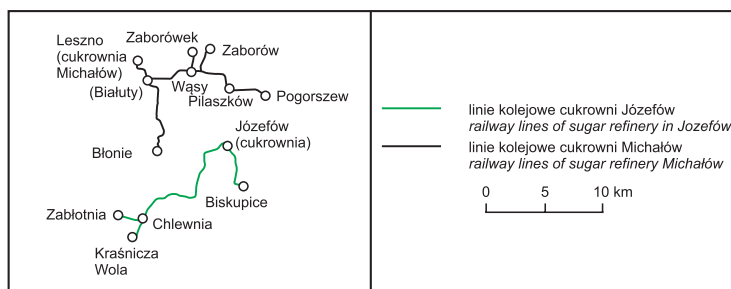 Leszno
(cukrownia
Michałów)
(Białuty)
Zaborówek
Zaborów
Wąsy
Pilaszków
Pogorszew
Błonie
Józefów
(cukrownia)
Biskupice
Zabłotnia
Chlewnia
Kraśnicza
Wola
linie kolejowe cukrowni Józefów
railway lines of sugar refinery in Jozefów
linie kolejowe cukrowni Michałów
railway lines of sugar refinery Michałów
0 5 10 km